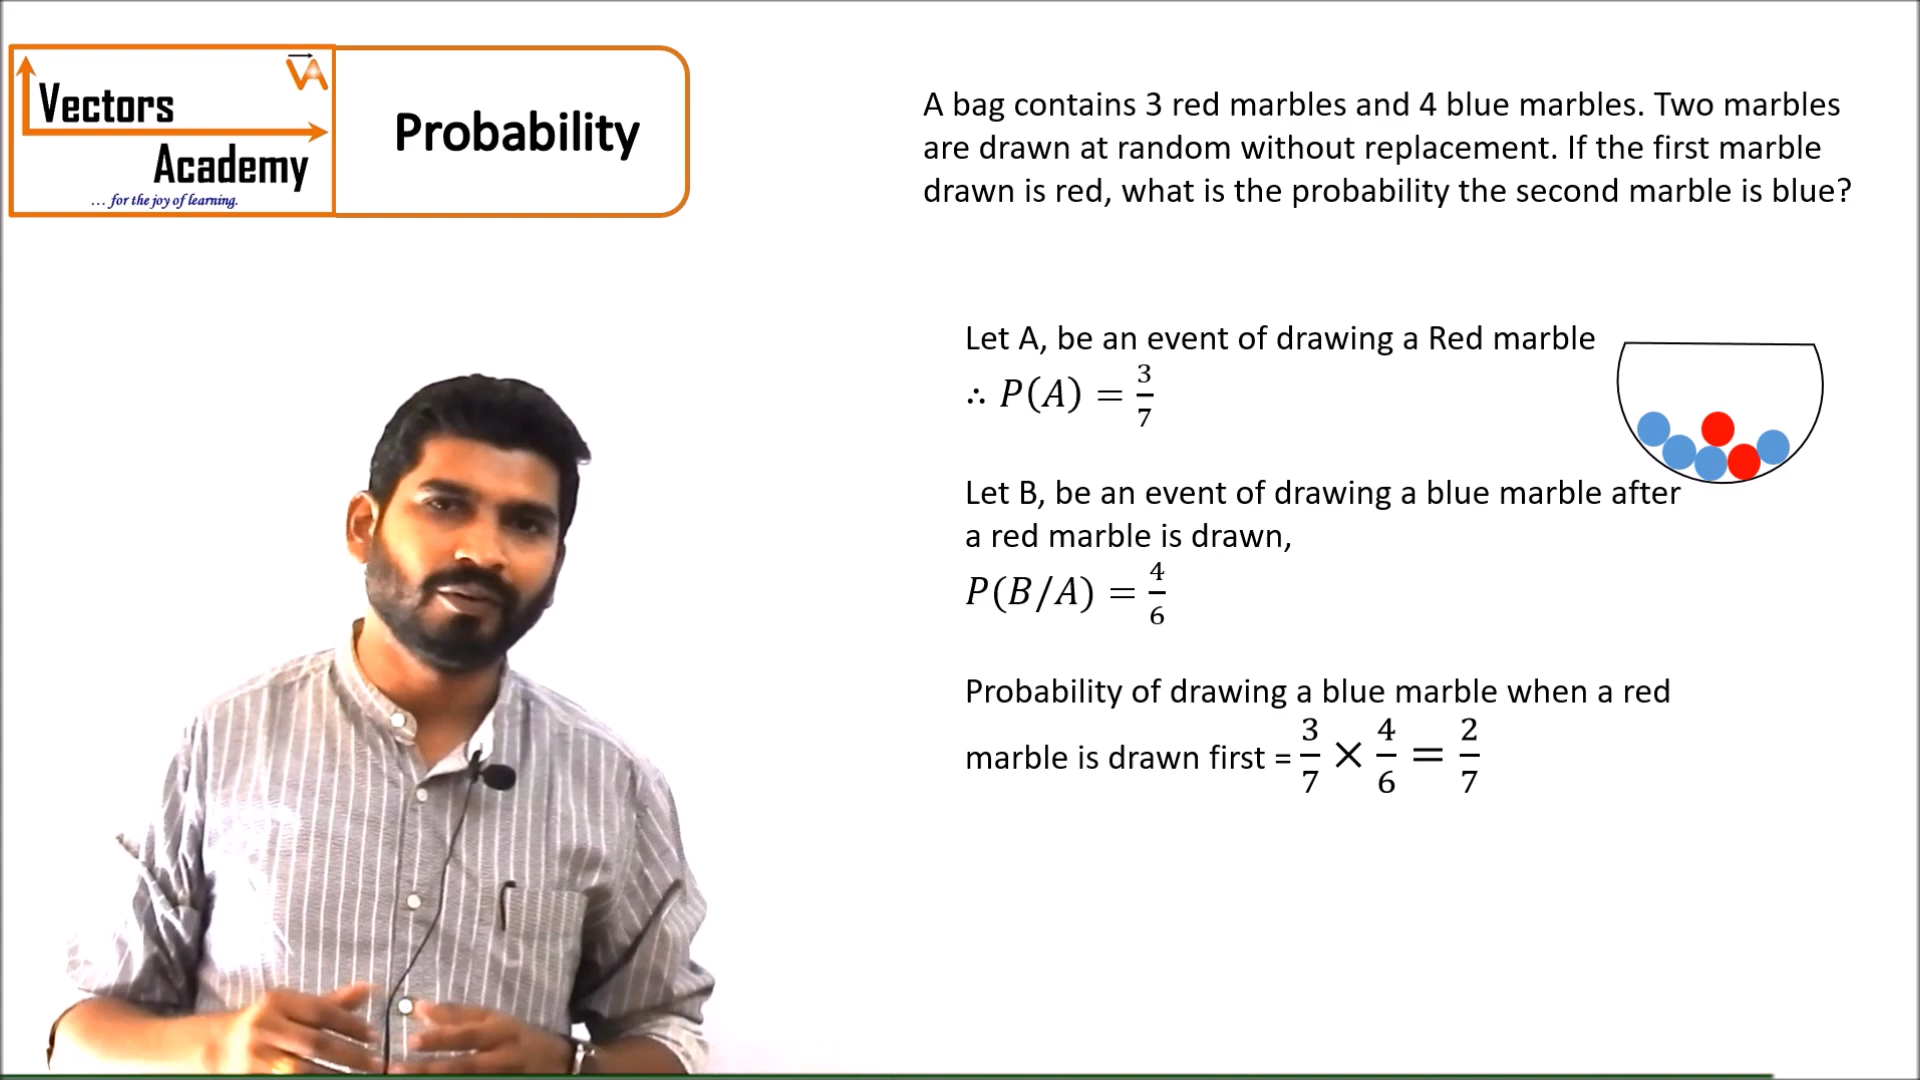 Vectors
VA
Academy
... for the joy of learning.
Probability
A bag contains 3 red marbles and 4 blue marbles. Two marbles
are drawn at random without replacement. If the first marble
drawn is red, what is the probability the second marble is blue?
Let A, be an event of drawing a Red marble
∴ P(A) = 3/7
Let B, be an event of drawing a blue marble after
a red marble is drawn,
P(B/A) = 4/6
Probability of drawing a blue marble when a red
marble is drawn first = 3/7 × 4/6 = 2/7